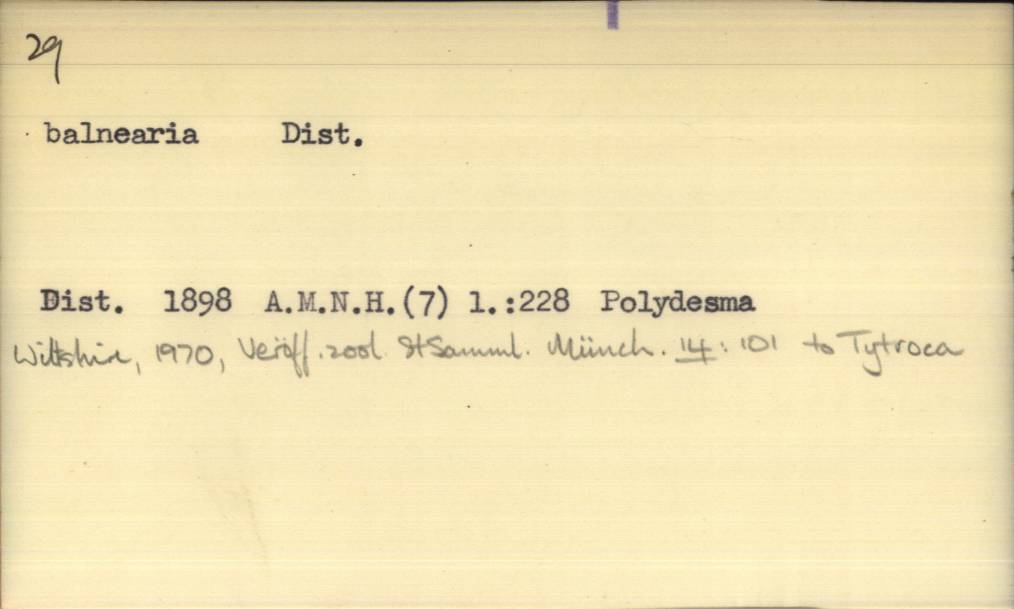 29
balnearia Dist.
Dist. 1898 A.M.N.H.(7) 1.:228 Polydesma
Wiltshire, 1970, Veröff. zool. StSamml. Münch. 14: 101 to Tytroca